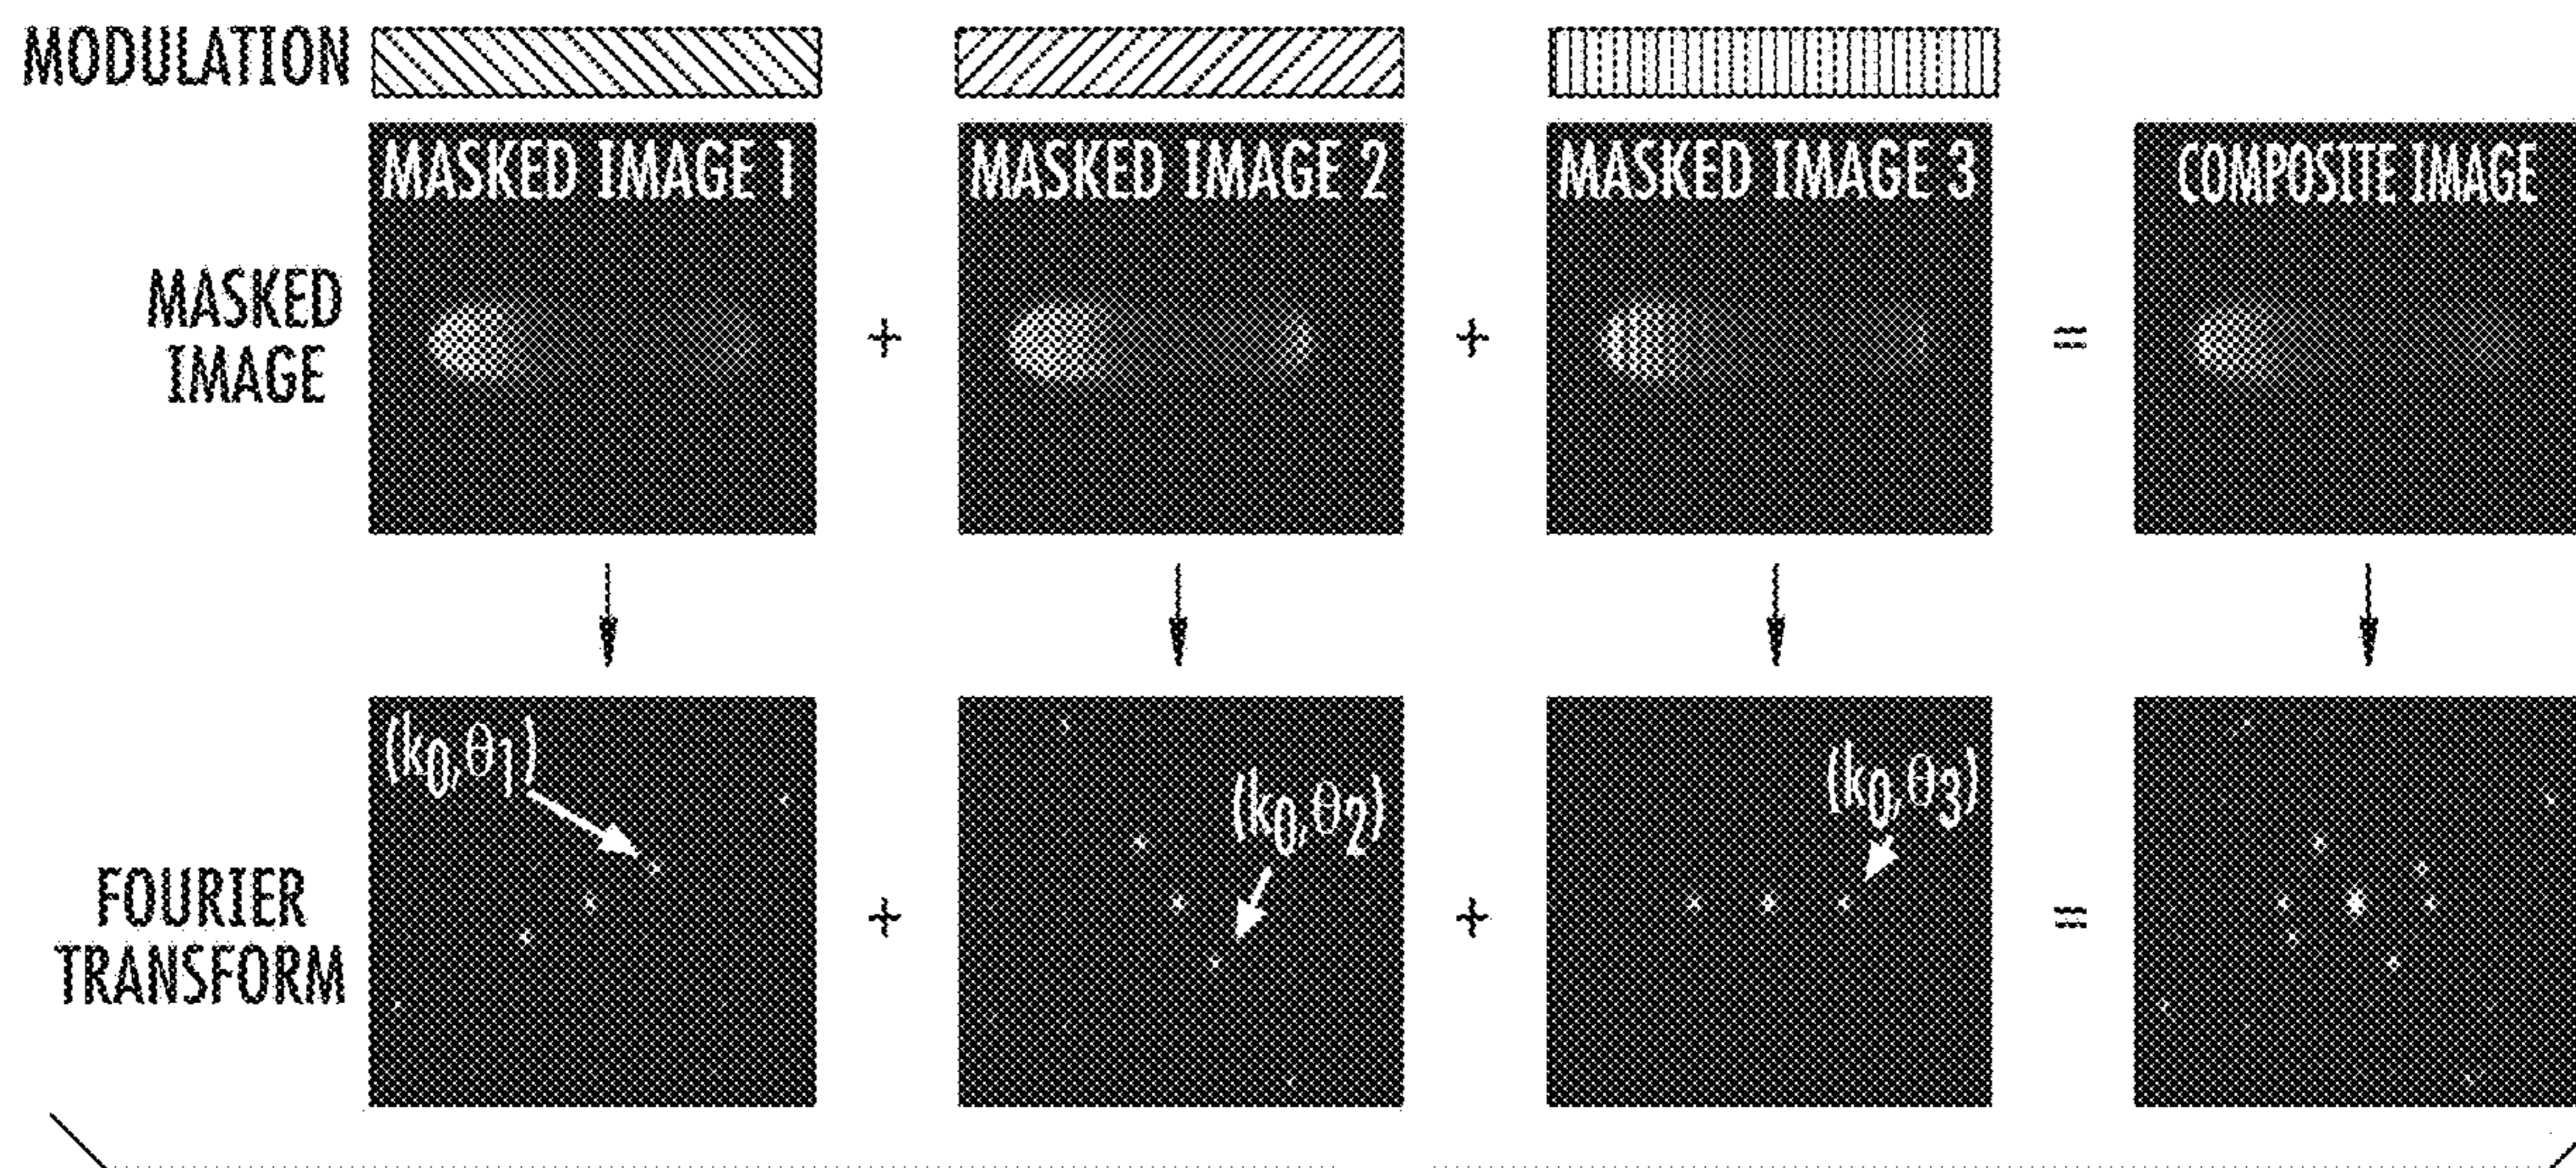 MODULATION
MASKED IMAGE 1
MASKED IMAGE 2
MASKED IMAGE 3
COMPOSITE IMAGE
MASKED
IMAGE
+
+
=
(k0,θ1)
(k0,θ2)
(k0,θ3)
FOURIER
TRANSFORM
+
+
=